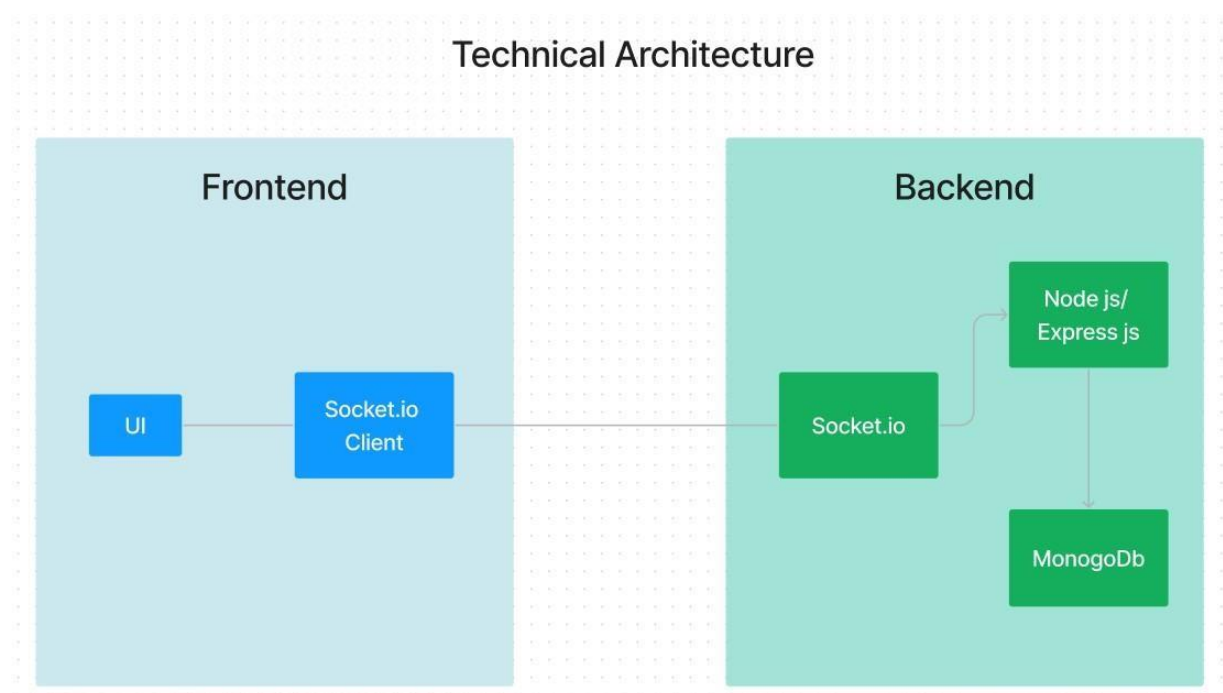 Technical Architecture
Frontend
Backend
Node js/
Express js
UI
Socket.io
Client
Socket.io
MonogoDb